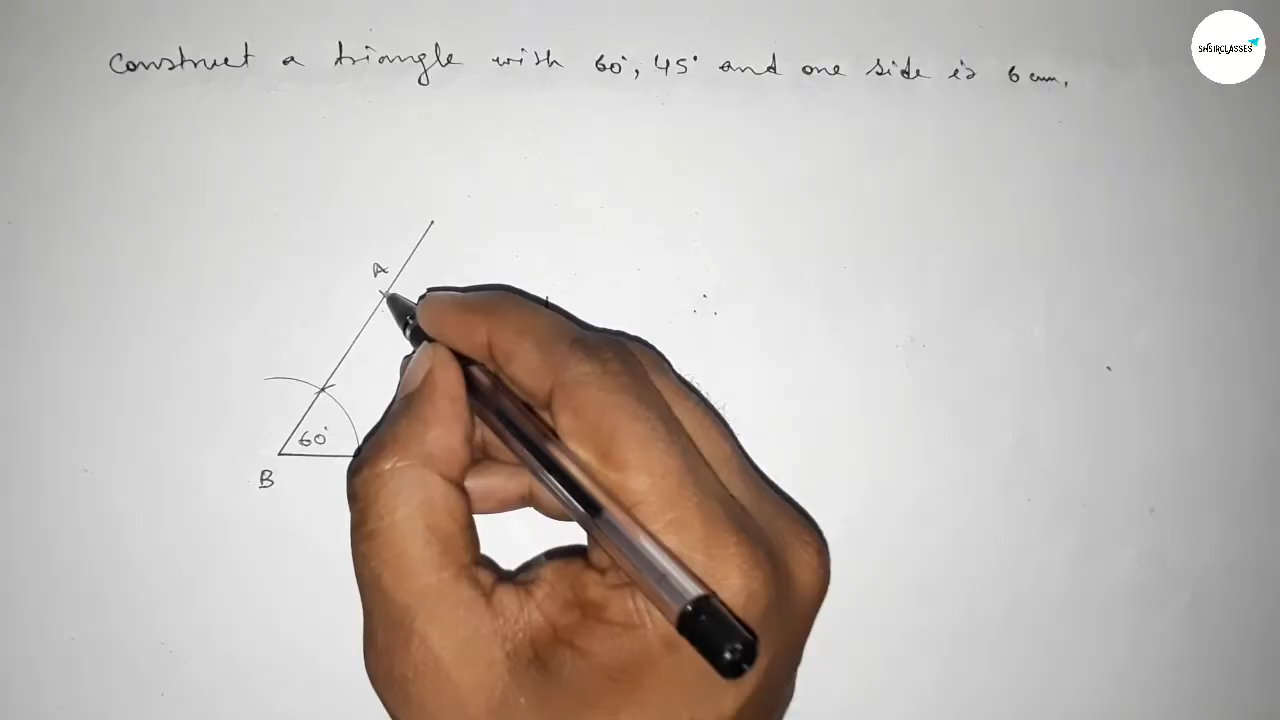 construct a triangle with 60°, 45° and one side is 6 cm.
SHSIRCLASSES
A
60°
B